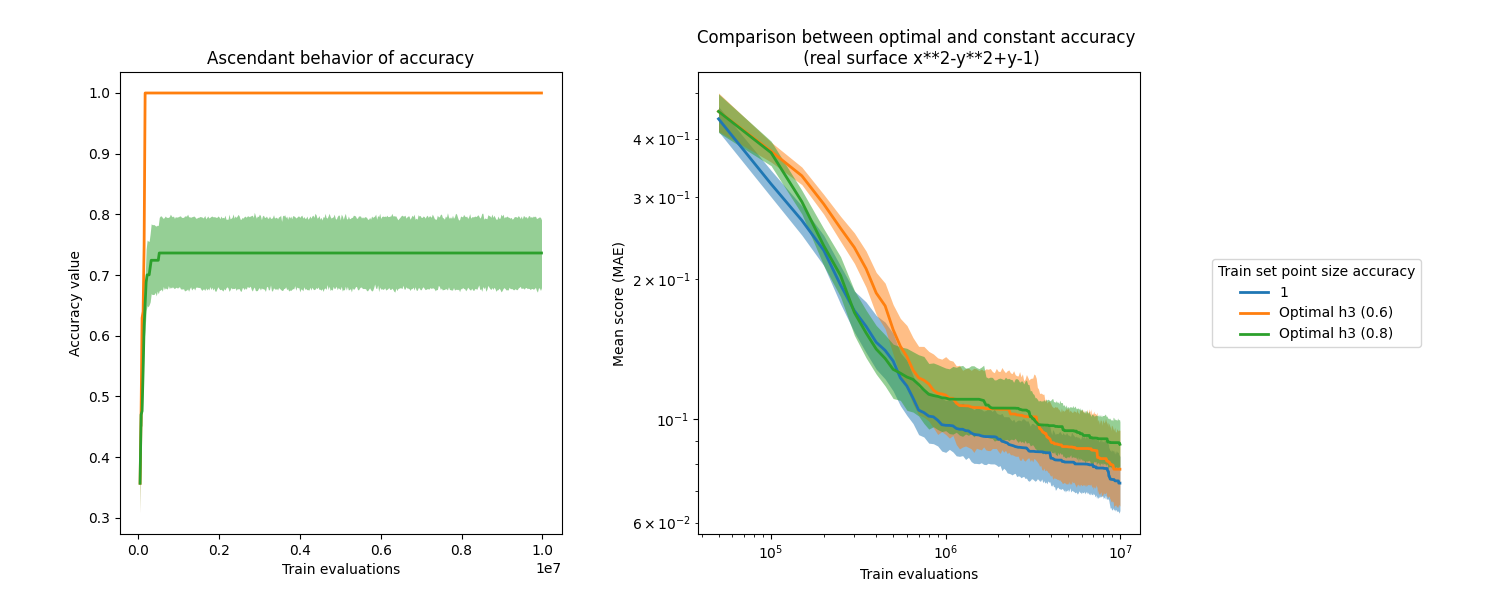 Ascendant behavior of accuracy
Accuracy value
1.0
0.9
0.8
0.7
0.6
0.5
0.4
0.3
0.0 0.2 0.4 0.6 0.8 1.0
1e7
Train evaluations
Comparison between optimal and constant accuracy
(real surface x**2-y**2+y-1)
Mean score (MAE)
4 × 10⁻¹
3 × 10⁻¹
2 × 10⁻¹
10⁻¹
6 × 10⁻²
10⁵ 10⁶ 10⁷
Train evaluations
Train set point size accuracy
1
Optimal h3 (0.6)
Optimal h3 (0.8)